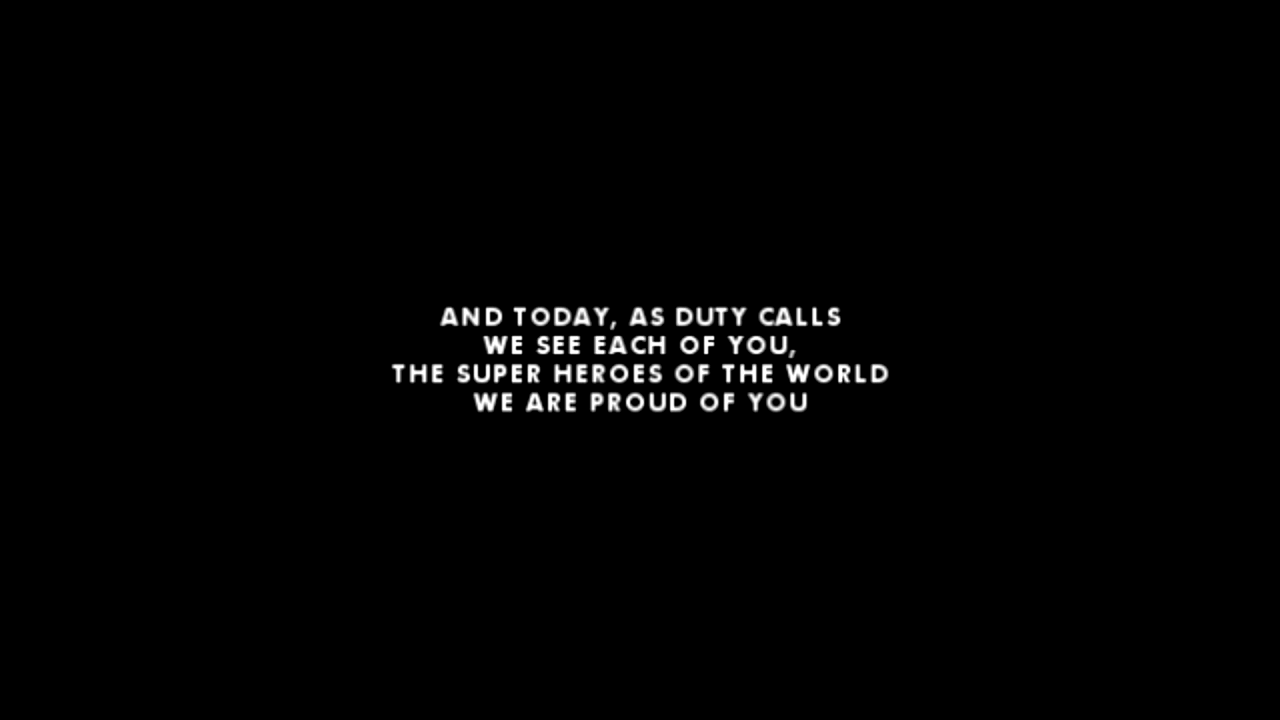 AND TODAY, AS DUTY CALLS
WE SEE EACH OF YOU,
THE SUPER HEROES OF THE WORLD
WE ARE PROUD OF YOU